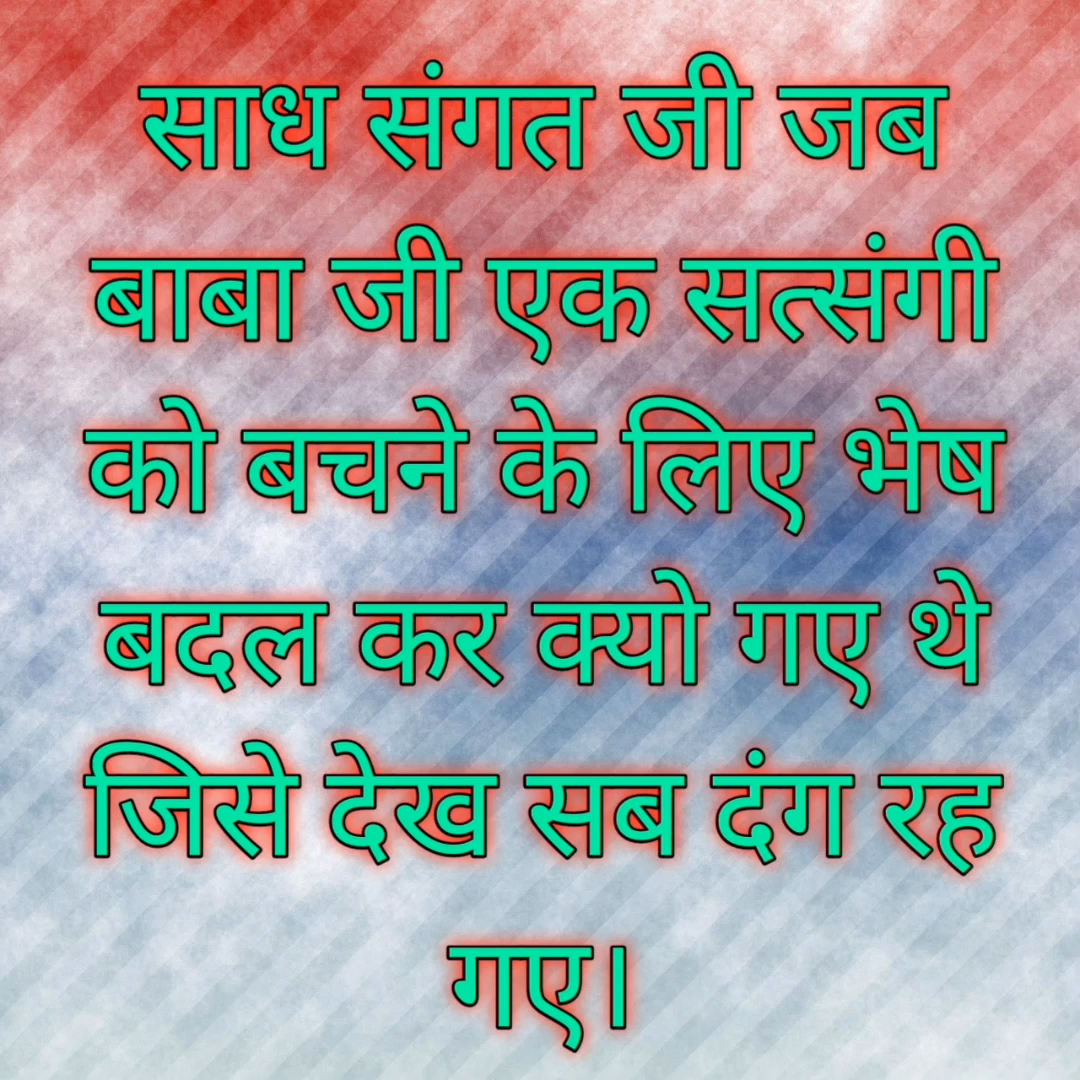 साध संगत जी जब
बाबा जी एक सत्संगी
को बचने के लिए भेष
बदल कर क्यो गए थे
जिसे देख सब दंग रह
गए।